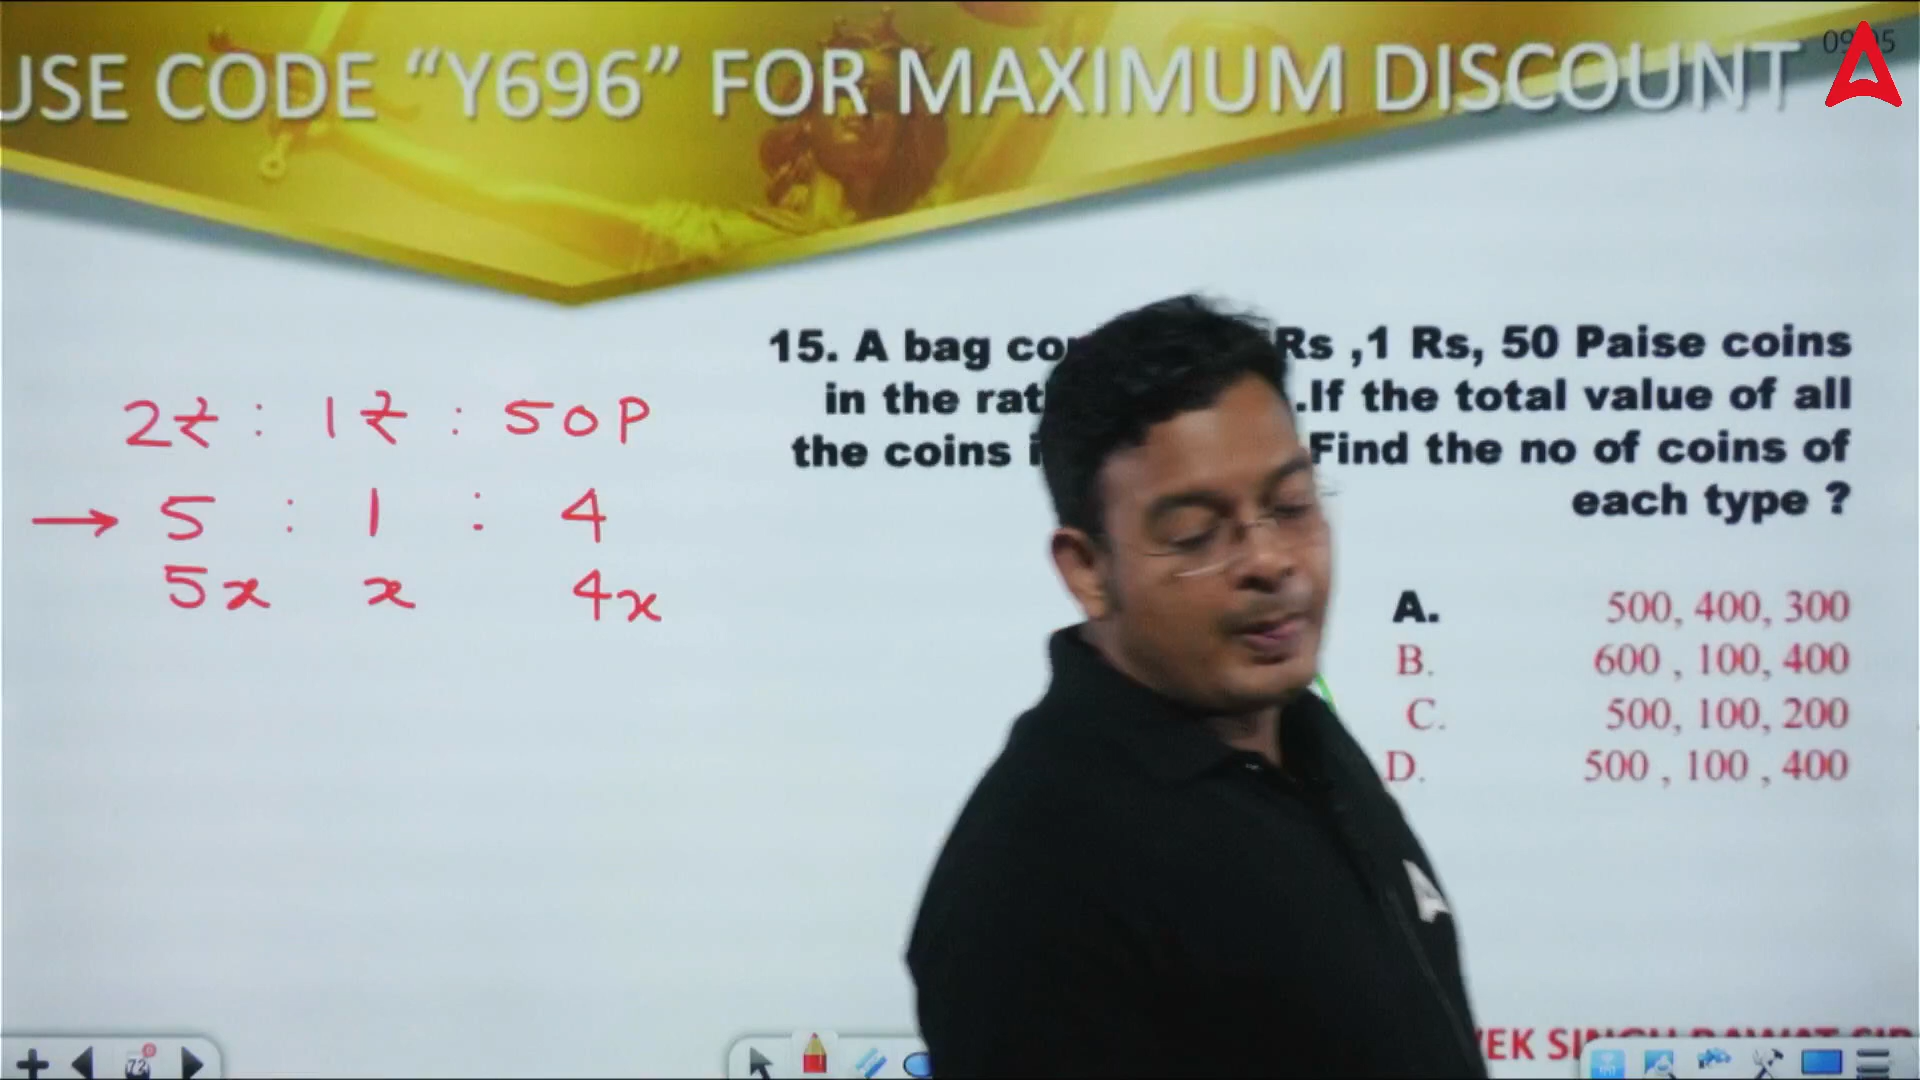 USE CODE “Y696” FOR MAXIMUM DISCOUNT
2₹ : 1₹ : 50P
→ 5 : 1 : 4
5x x 4x
15. A bag Rs ,1 Rs, 50 Paise coins
in the .If the total value of all
the coins Find the no of coins of
each type ?
A. 500, 400, 300
B. 600 , 100, 400
C. 500, 100, 200
D. 500 , 100 , 400
72